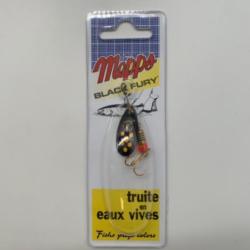 Mepps
BLACK FURY
truite
en
eaux vives